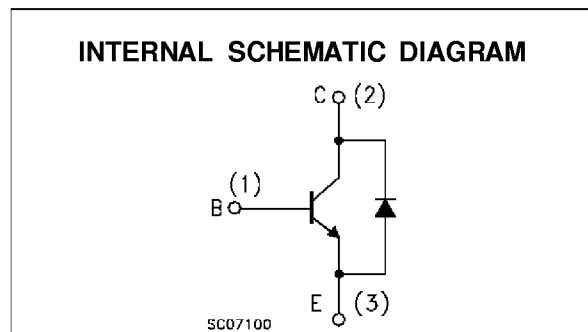 INTERNAL SCHEMATIC DIAGRAM
C (2)
(1)
B
E (3)
SC07100